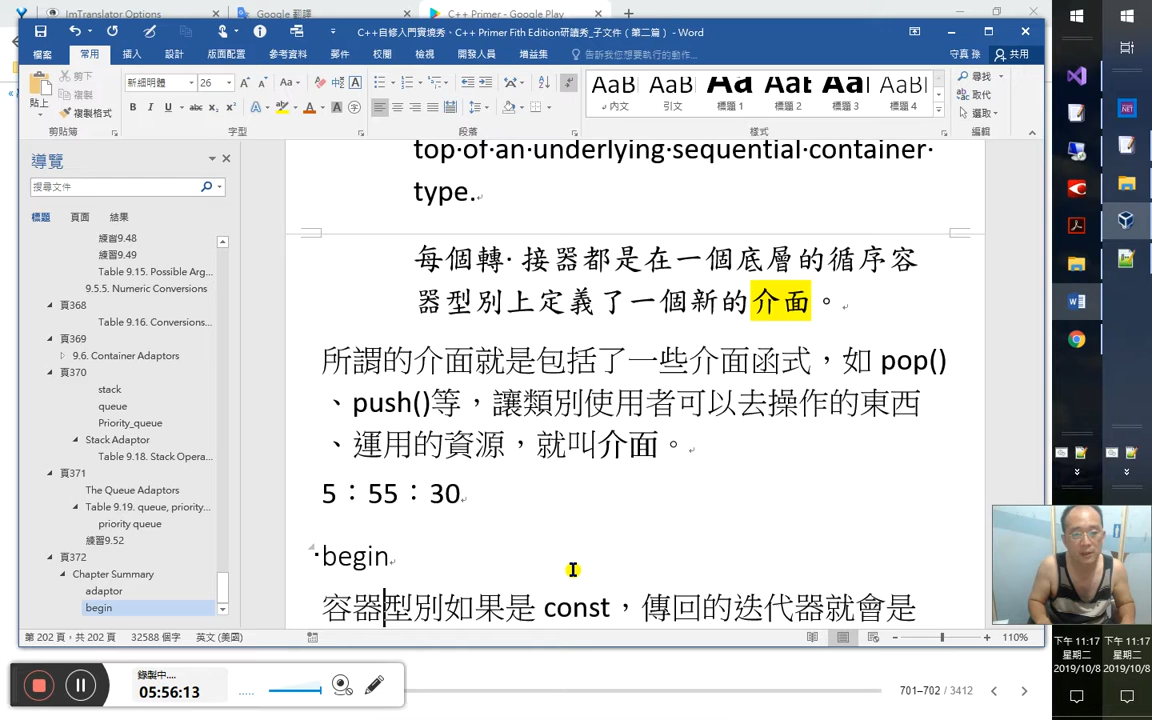 ImTranslator Options
Google 翻譯
C++ Primer - Google Play
C++自修入門實境秀、C++ Primer Fith Edition研讀秀_子文件（第二篇） - Word
檔案 常用 插入 設計 版面配置 參考資料 郵件 校閱 檢視 開發人員 增益集 告訴我您想要執行的動作... 守真 孫 共用
貼上
剪下
複製
複製格式
新細明體 26
AaB AaB Aa Aat Aa AaBl
內文 引文 標題 1 標題 2 標題 3 標題 4
尋找
取代
選取
剪貼簿 字型 段落 樣式 編輯
導覽
搜尋文件
標題 頁面 結果
練習9.48
練習9.49
Table 9.15. Possible Arg...
9.5.5. Numeric Conversions
頁368
Table 9.16. Conversions...
頁369
9.6. Container Adaptors
頁370
stack
queue
Priority_queue
Stack Adaptor
Table 9.18. Stack Opera...
頁371
The Queue Adaptors
Table 9.19. queue, priority...
priority queue
練習9.52
頁372
Chapter Summary
adaptor
begin
top·of·an·underlying·sequential·container·
type.
每個轉·接器都是在一個底層的循序容
器型別上定義了一個新的介面。
所謂的介面就是包括了一些介面函式，如 pop()
、push()等，讓類別使用者可以去操作的東西
、運用的資源，就叫介面。
5：55：30
begin
容器型別如果是 const，傳回的迭代器就會是
第 202 頁，共 202 頁 32588 個字 英文 (美國) 110%
錄製中....
05:56:13
701–702 / 3412
下午 11:17
星期二
2019/10/8
下午 11:17
星期二
2019/10/8